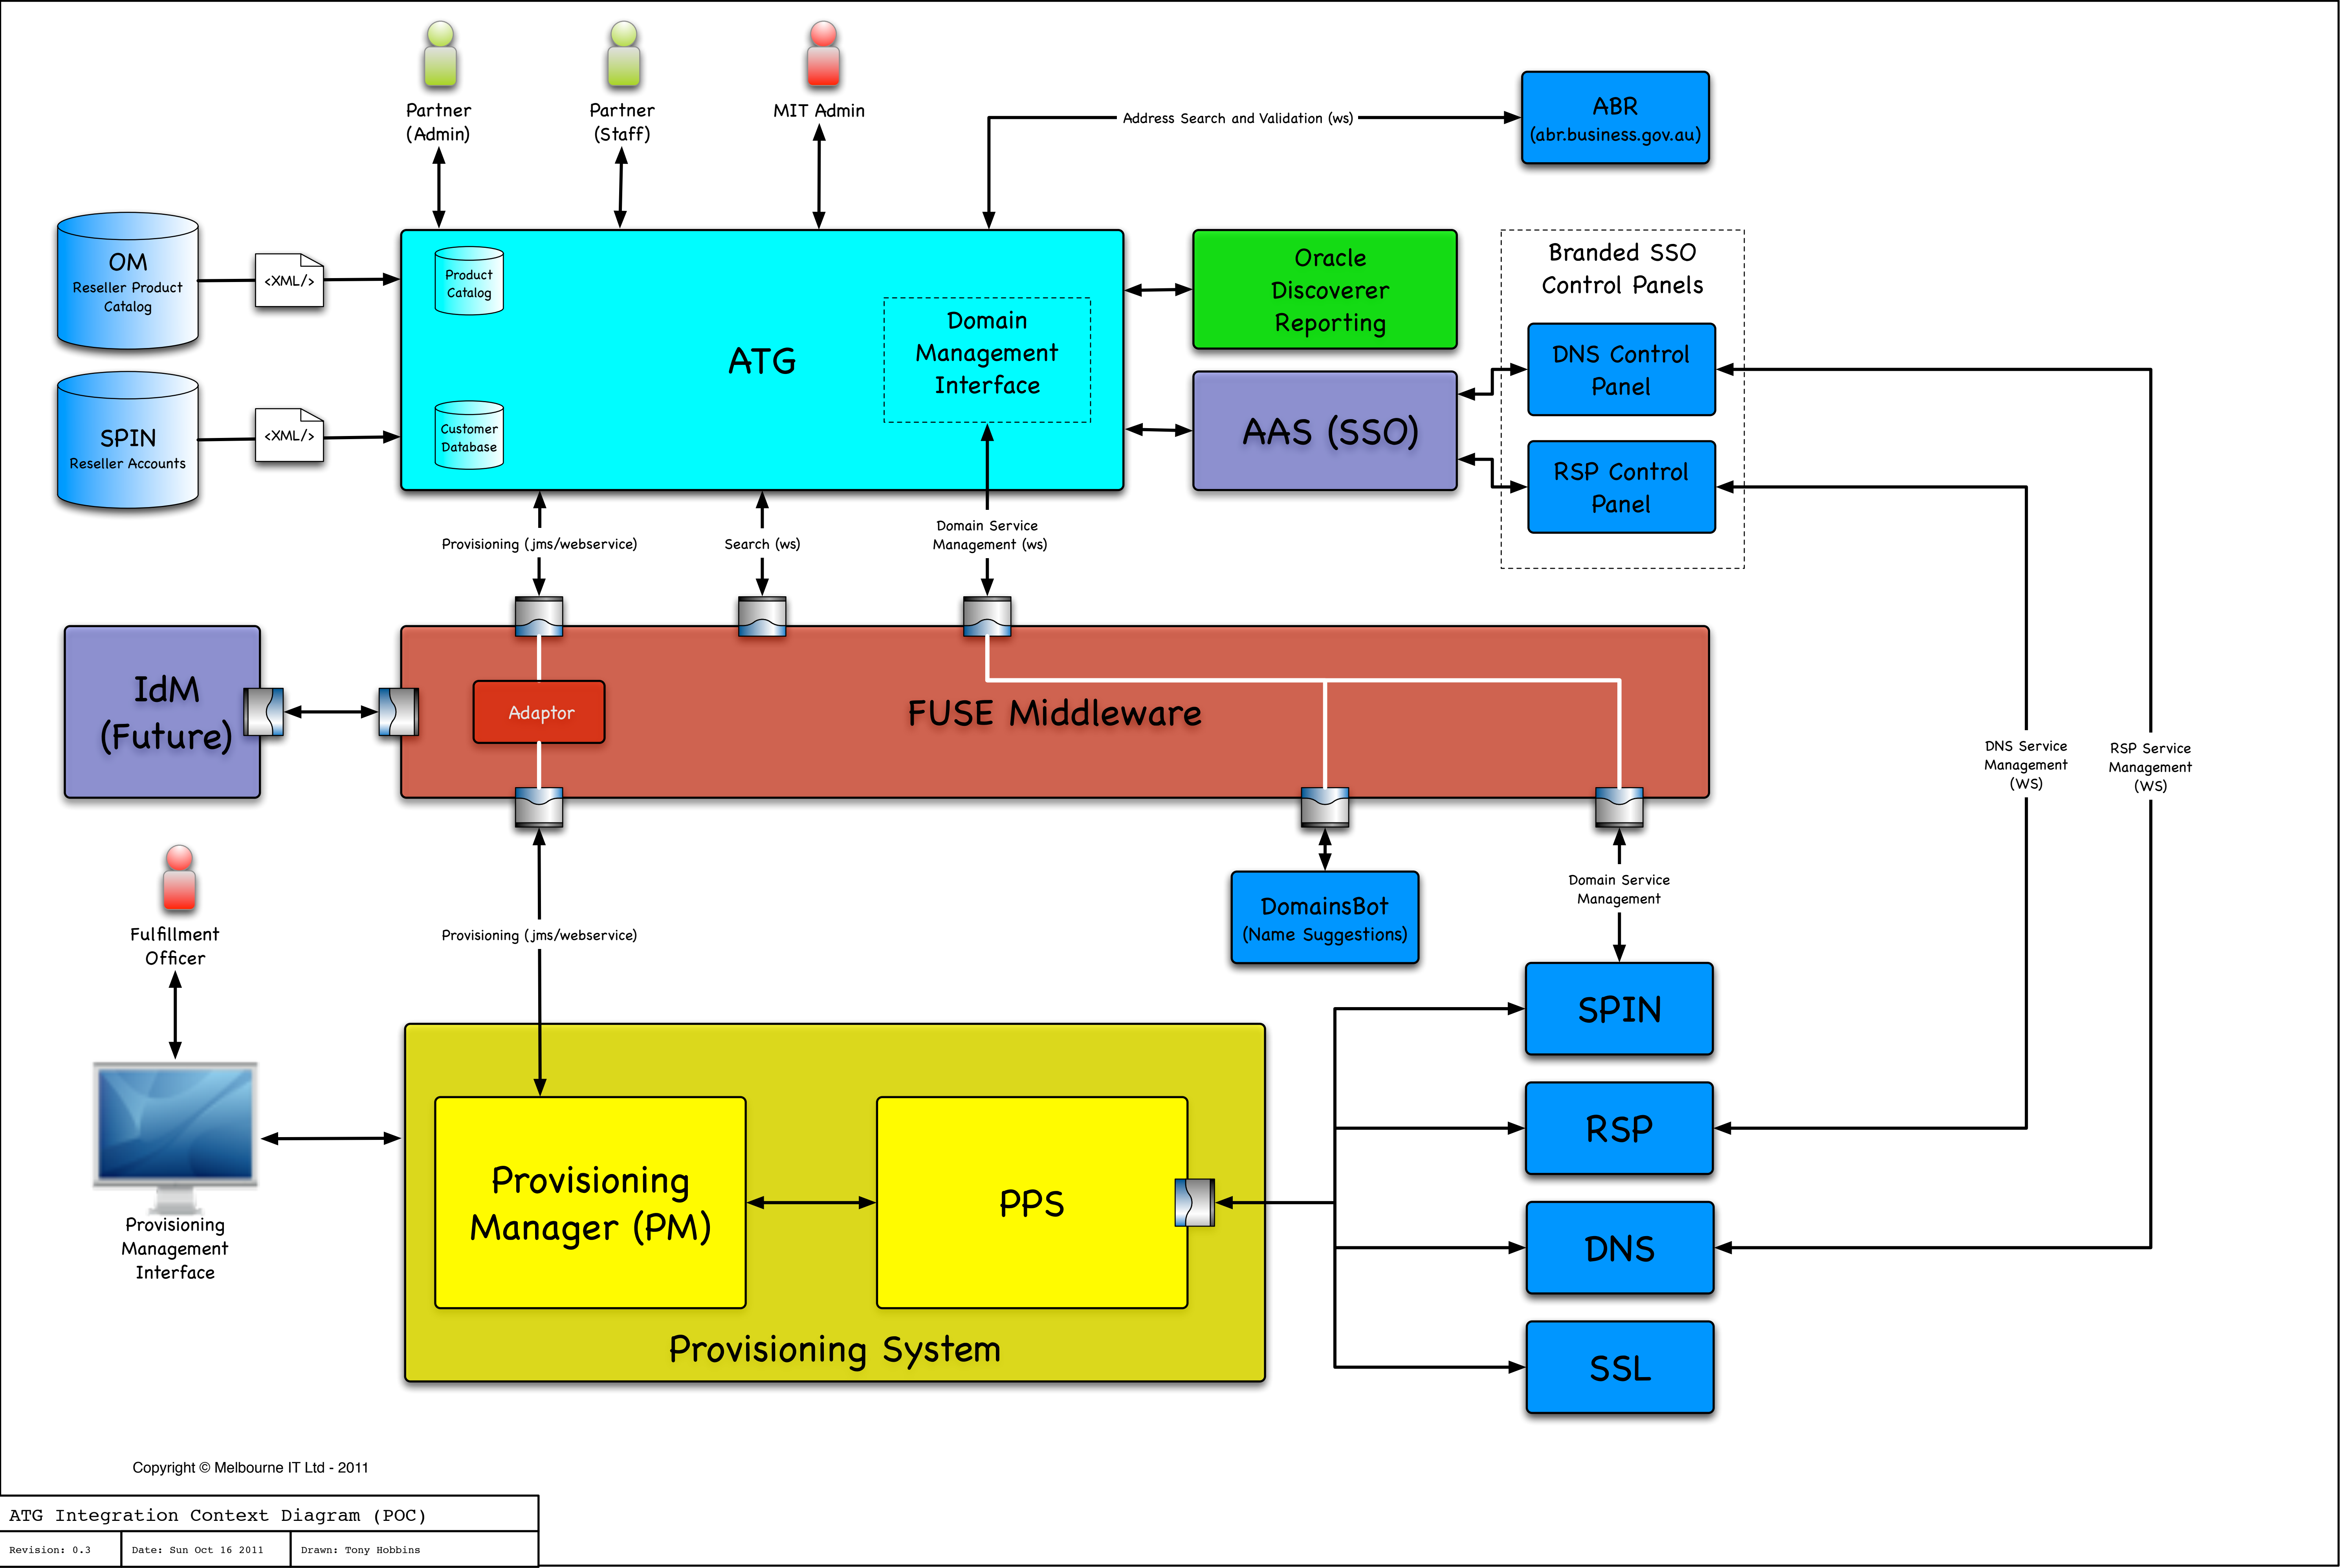 Partner
(Admin)
Partner
(Staff)
MIT Admin
Address Search and Validation (ws)
ABR
(abr.business.gov.au)
OM
Reseller Product
Catalog
<XML/>
Product
Catalog
ATG
Domain
Management
Interface
Oracle
Discoverer
Reporting
Branded SSO
Control Panels
DNS Control
Panel
SPIN
Reseller Accounts
<XML/>
Customer
Database
AAS (SSO)
RSP Control
Panel
Provisioning (jms/webservice)
Search (ws)
Domain Service
Management (ws)
IdM
(Future)
Adaptor
FUSE Middleware
DNS Service
Management
(WS)
RSP Service
Management
(WS)
Fulfillment
Officer
Provisioning (jms/webservice)
DomainsBot
(Name Suggestions)
Domain Service
Management
SPIN
RSP
DNS
SSL
Provisioning
Manager (PM)
PPS
Provisioning System
Provisioning
Management
Interface
Copyright © Melbourne IT Ltd - 2011
ATG Integration Context Diagram (POC)
Revision: 0.3
Date: Sun Oct 16 2011
Drawn: Tony Hobbins